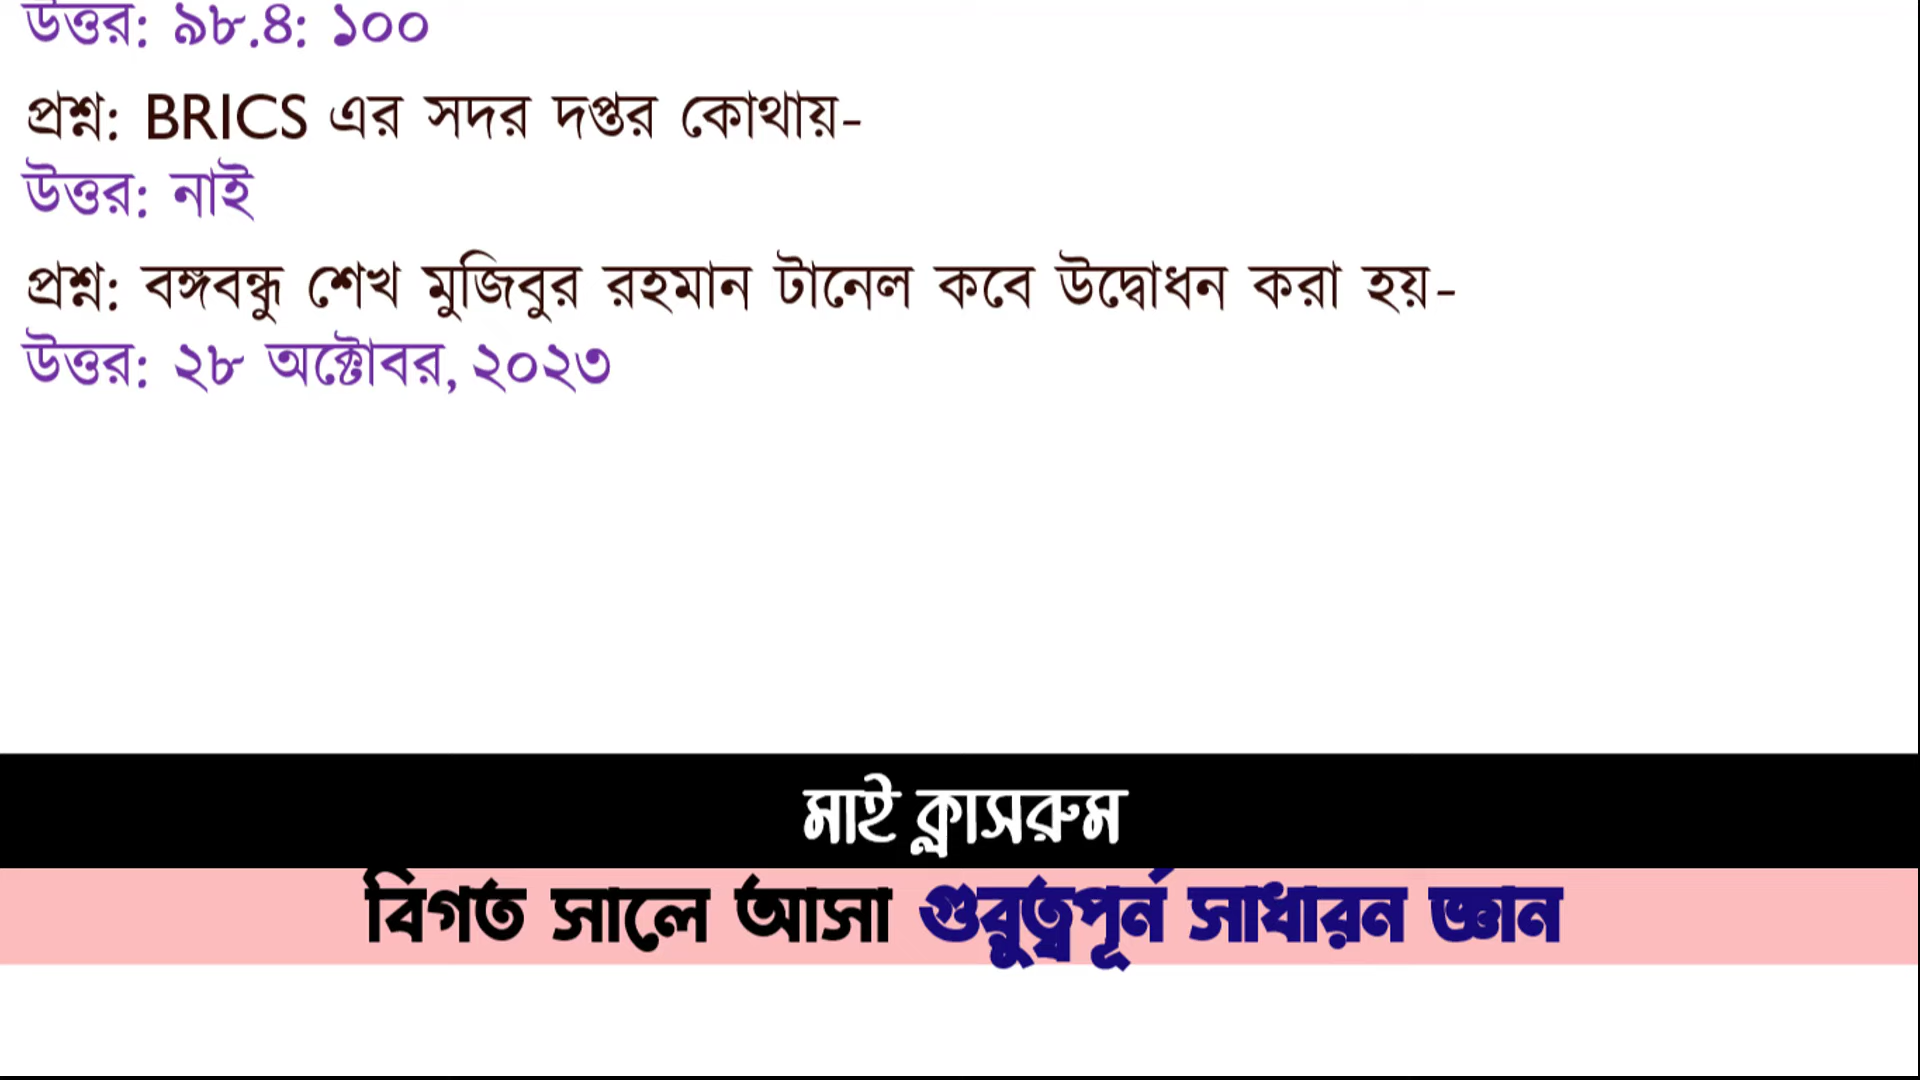 উত্তর: ৯৮.৪: ১০০
প্রশ্ন: BRICS এর সদর দপ্তর কোথায়-
উত্তর: নাই
প্রশ্ন: বঙ্গবন্ধু শেখ মুজিবুর রহমান টানেল কবে উদ্বোধন করা হয়-
উত্তর: ২৮ অক্টোবর, ২০২৩
মাই ক্লাসরুম
বিগত সালে আসা গুরুত্বপূর্ন সাধারন জ্ঞান